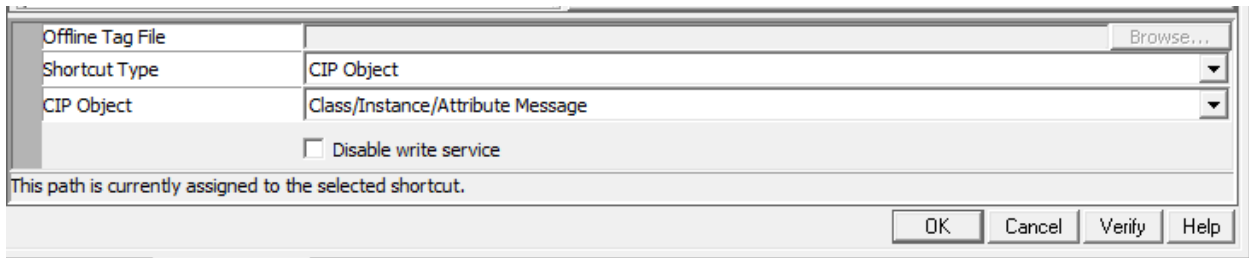 Offline Tag File Browse...
Shortcut Type CIP Object
CIP Object Class/Instance/Attribute Message
Disable write service
This path is currently assigned to the selected shortcut.
OK Cancel Verify Help